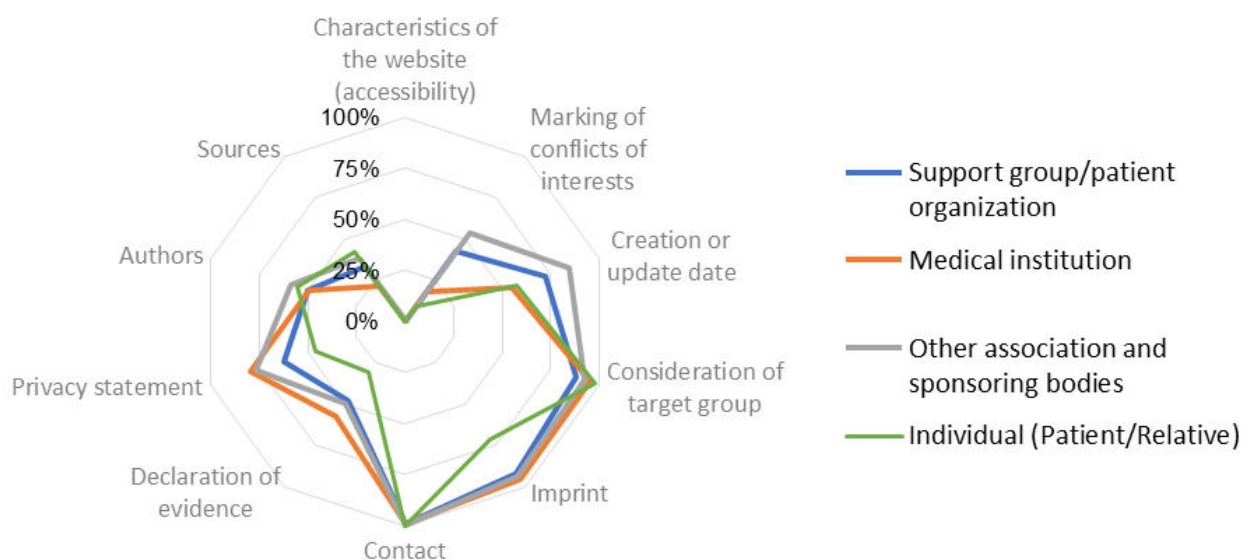 Characteristics of
the website
(accessibility)
100%
75%
50%
25%
0%
Marking of
conflicts of
interests
Creation or
update date
Consideration of
target group
Imprint
Contact
Declaration of
evidence
Privacy statement
Authors
Sources
Support group/patient
organization
Medical institution
Other association and
sponsoring bodies
Individual (Patient/Relative)